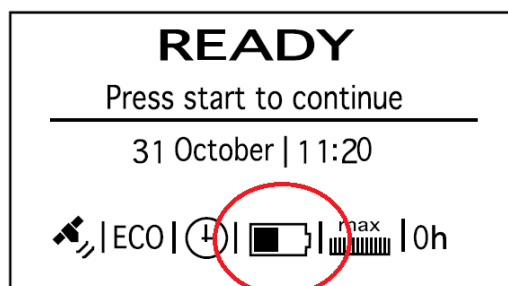 READY
Press start to continue
31 October | 11:20
| ECO | | | max | 0h